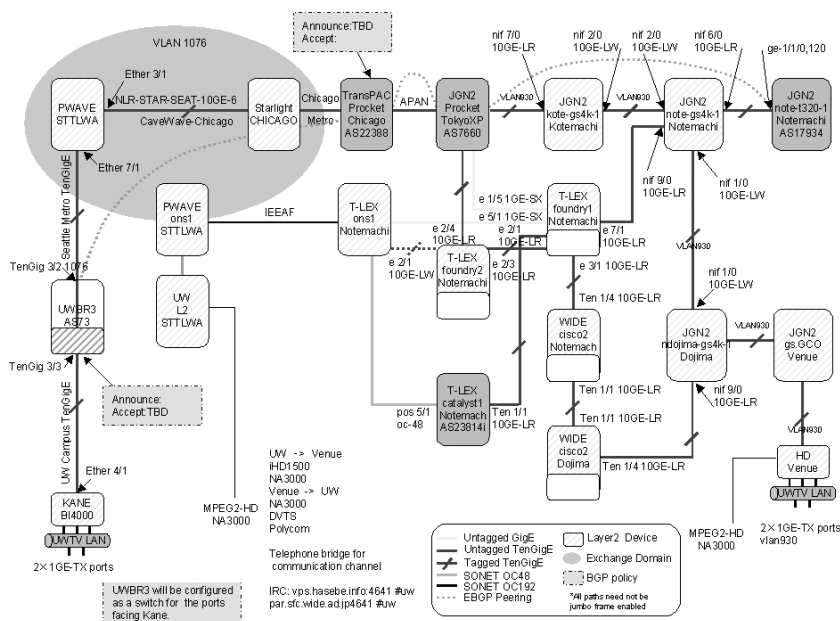 VLAN 1076
Announce:TBD
Accept:
Ether 3/1
PWAVE
STTLWA
NLR-STAR-SEAT-10GE-6
CaveWave-Chicago
Starlight
CHICAGO
Chicago
Metro
TransPAC
Procket
Chicago
AS22388
APAN
JGN2
Procket
TokyoXP
AS7660
nif 7/0
10GE-LR
VLAN930
JGN2
kote-gs4k-1
Kotemachi
nif 2/0
10GE-LW
VLAN930
nif 2/0
10GE-LW
JGN2
note-gs4k-1
Notemachi
nif 6/0
10GE-LR
VLAN930
ge-1/1/0,120
JGN2
note-t320-1
Notemachi
AS17934
Ether 7/1
Seattle Metro TenGigE
PWAVE
ons1
STTLWA
IEEAF
T-LEX
ons1
Notemachi
e 1/5 1GE-SX
e 5/1 1GE-SX
e 2/4
10GE-LR
e 2/1
10GE-LR
e 2/1
10GE-LW
e 2/3
10GE-LR
T-LEX
foundry1
Notemachi
e 7/1
10GE-LR
nif 9/0
10GE-LR
nif 1/0
10GE-LW
T-LEX
foundry2
Notemachi
e 3/1 10GE-LR
VLAN930
TenGig 3/2.1076
UWBR3
AS73
UW
L2
STTLWA
Ten 1/4 10GE-LR
nif 1/0
10GE-LW
WIDE
cisco2
Notemach
JGN2
ndojima-gs4k-1
Dojima
VLAN930
JGN2
gs.GCO
Venue
TenGig 3/3
Announce:
Accept:TBD
T-LEX
catalyst1
Notemach
AS23814i
pos 5/1
oc-48
Ten 1/1
10GE-LR
Ten 1/1 10GE-LR
Ten 1/1 10GE-LR
nif 9/0
10GE-LR
VLAN930
UW Campus TenGigE
WIDE
cisco2
Dojima
Ten 1/4 10GE-LR
HD
Venue
UWTV LAN
Ether 4/1
KANE
BI4000
UWTV LAN
2×1GE-TX ports
MPEG2-HD
NA3000
UW -> Venue
iHD1500
NA3000
Venue -> UW
NA3000
DVTS
Polycom
Telephone bridge for
communication channel
IRC: vps.hasebe.info:4641 #uw
par.sfc.wide.ad.jp4641 #uw
MPEG2-HD
NA3000
2×1GE-TX ports
vlan930
UWBR3 will be configured
as a switch for the ports
facing Kane.
Untagged GigE
Untagged TenGigE
Tagged TenGigE
SONET OC48
SONET OC192
EBGP Peering
Layer2 Device
Exchange Domain
BGP policy
*All paths need not be
jumbo frame enabled